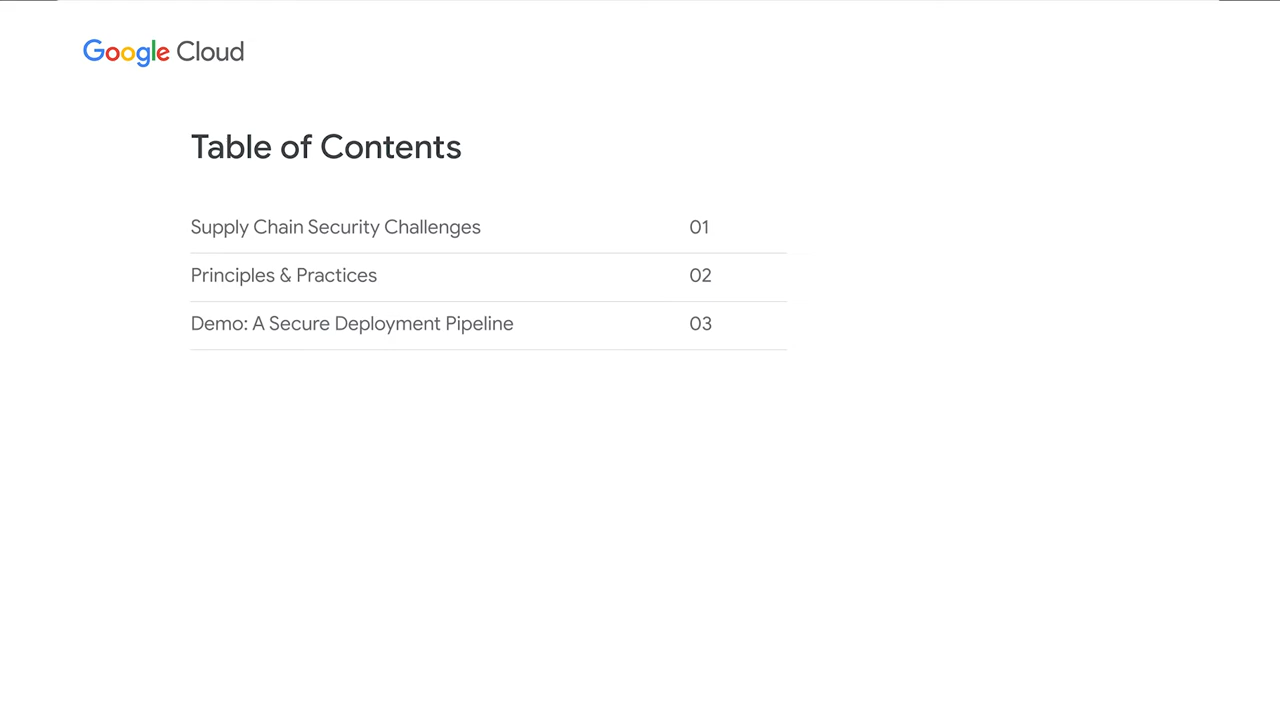 Google Cloud
Table of Contents
Supply Chain Security Challenges 01
Principles & Practices 02
Demo: A Secure Deployment Pipeline 03